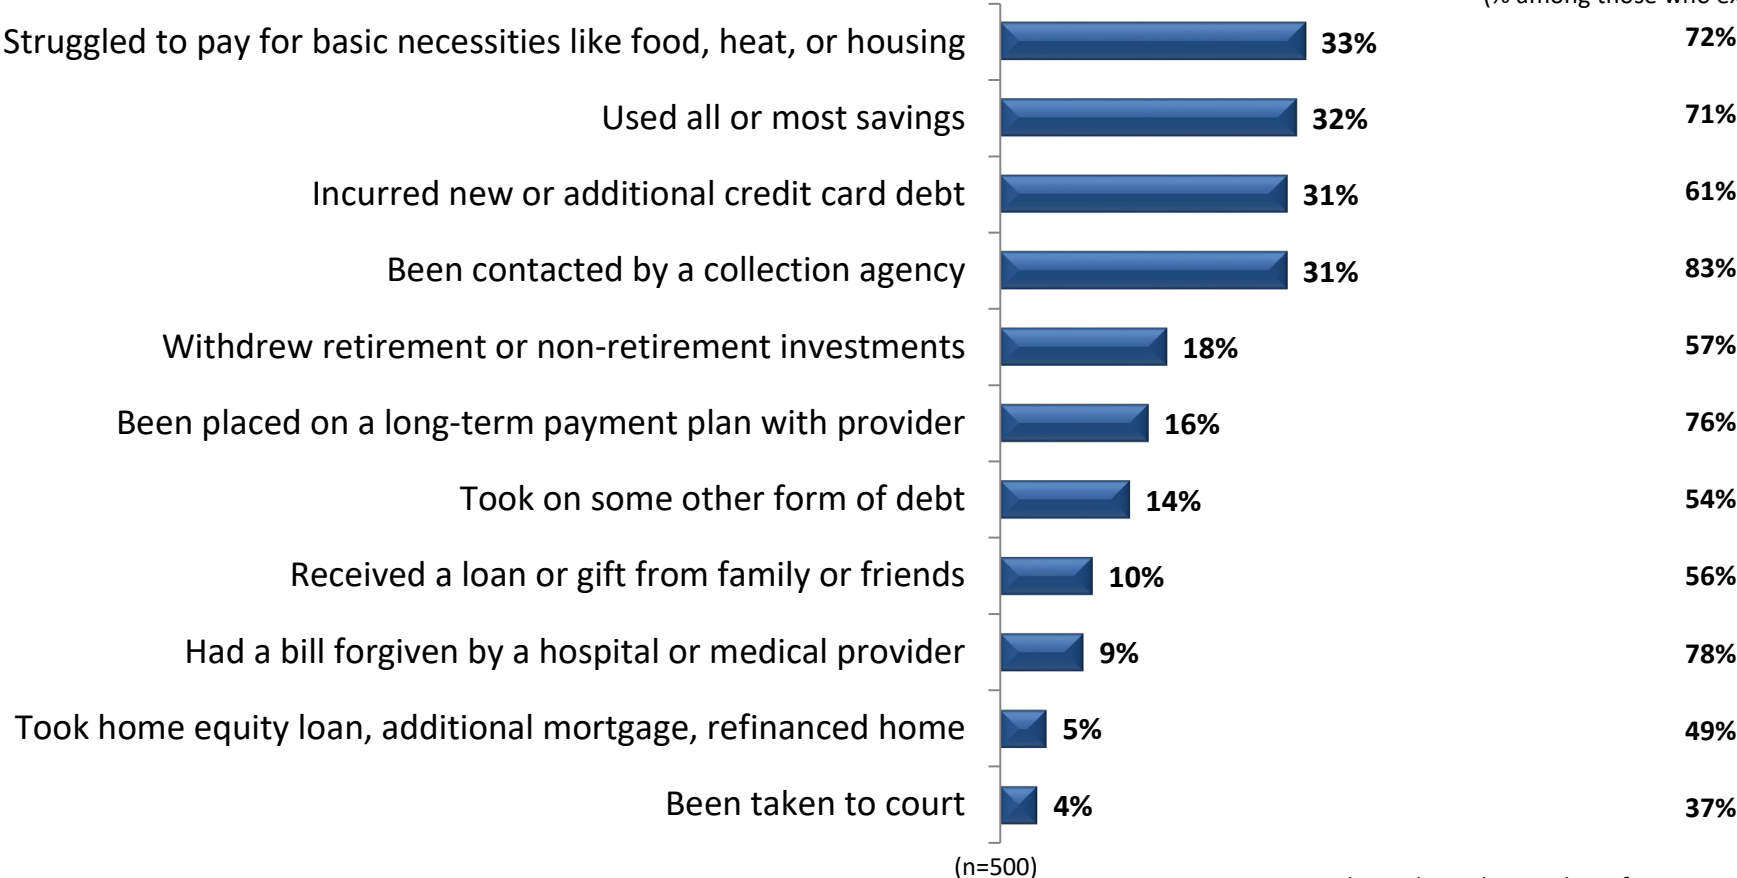 (% among those who ex
Struggled to pay for basic necessities like food, heat, or housing 33% 72%
Used all or most savings 32% 71%
Incurred new or additional credit card debt 31% 61%
Been contacted by a collection agency 31% 83%
Withdrew retirement or non-retirement investments 18% 57%
Been placed on a long-term payment plan with provider 16% 76%
Took on some other form of debt 14% 54%
Received a loan or gift from family or friends 10% 56%
Had a bill forgiven by a hospital or medical provider 9% 78%
Took home equity loan, additional mortgage, refinanced home 5% 49%
Been taken to court 4% 37%
(n=500)